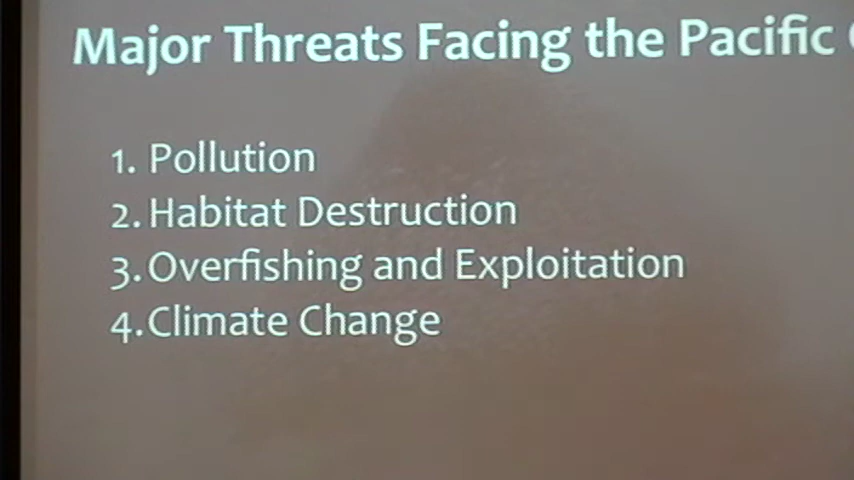 Major Threats Facing the Pacific
1. Pollution
2. Habitat Destruction
3. Overfishing and Exploitation
4. Climate Change